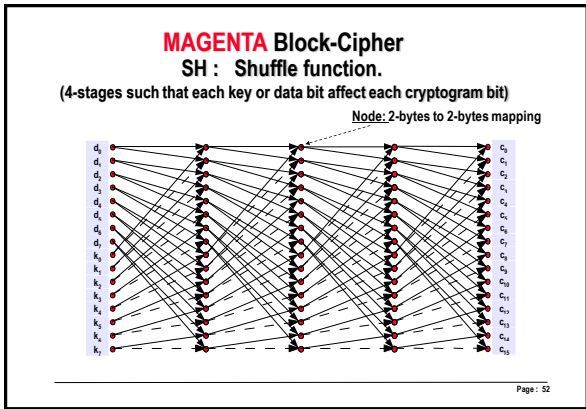 MAGENTA Block-Cipher
SH : Shuffle function.
(4-stages such that each key or data bit affect each cryptogram bit)
Node: 2-bytes to 2-bytes mapping
d0 c0
d1 c1
d2 c2
d3 c3
d4 c4
d5 c5
d6 c6
d7 c7
k0 c8
k1 c9
k2 c10
k3 c11
k4 c12
k5 c13
k6 c14
k7 c15
Page : 52